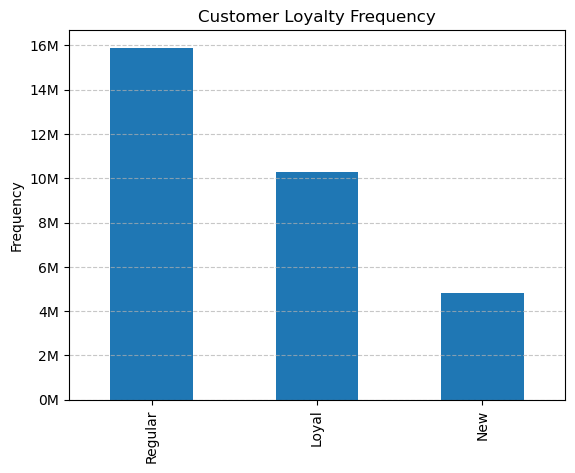 Customer Loyalty Frequency
Frequency
16M
14M
12M
10M
8M
6M
4M
2M
0M
Regular
Loyal
New